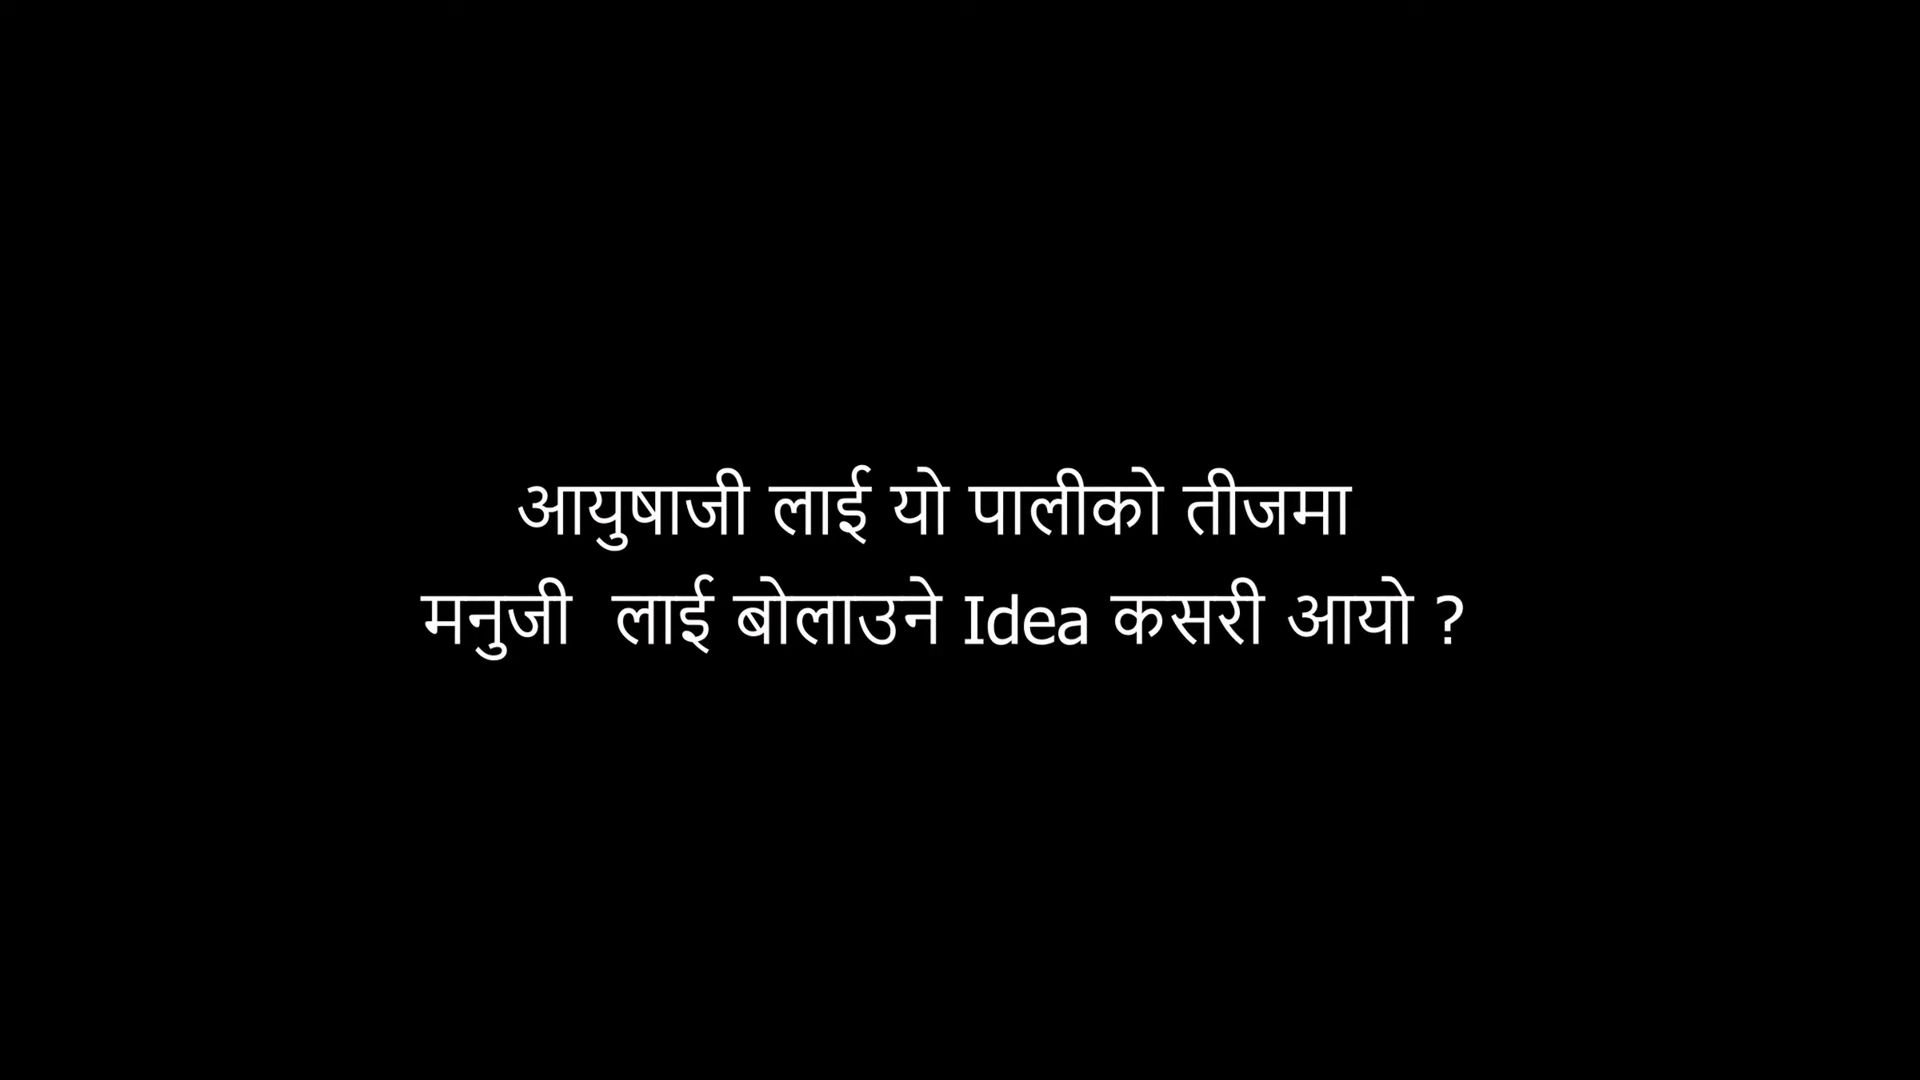 आयुषाजी लाई यो पालीको तीजमा
मनुजी  लाई बोलाउने Idea कसरी आयो ?